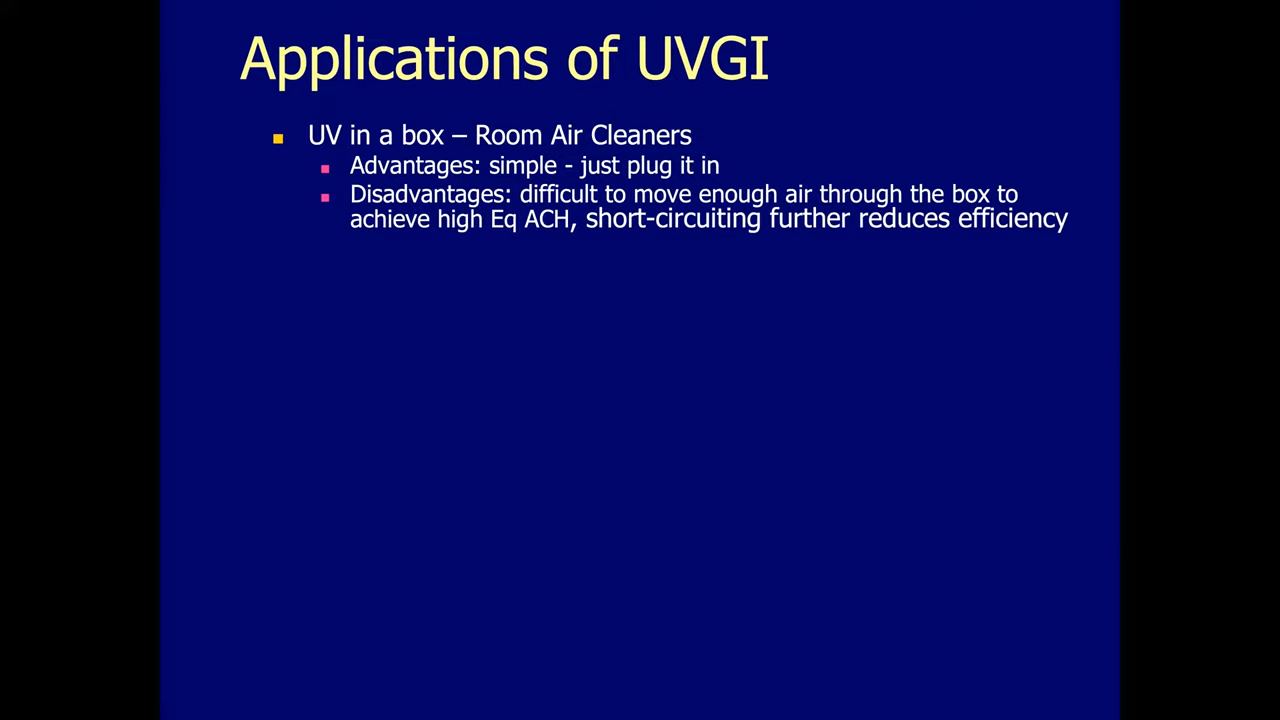 Applications of UVGI
UV in a box – Room Air Cleaners
Advantages: simple - just plug it in
Disadvantages: difficult to move enough air through the box to
achieve high Eq ACH, short-circuiting further reduces efficiency